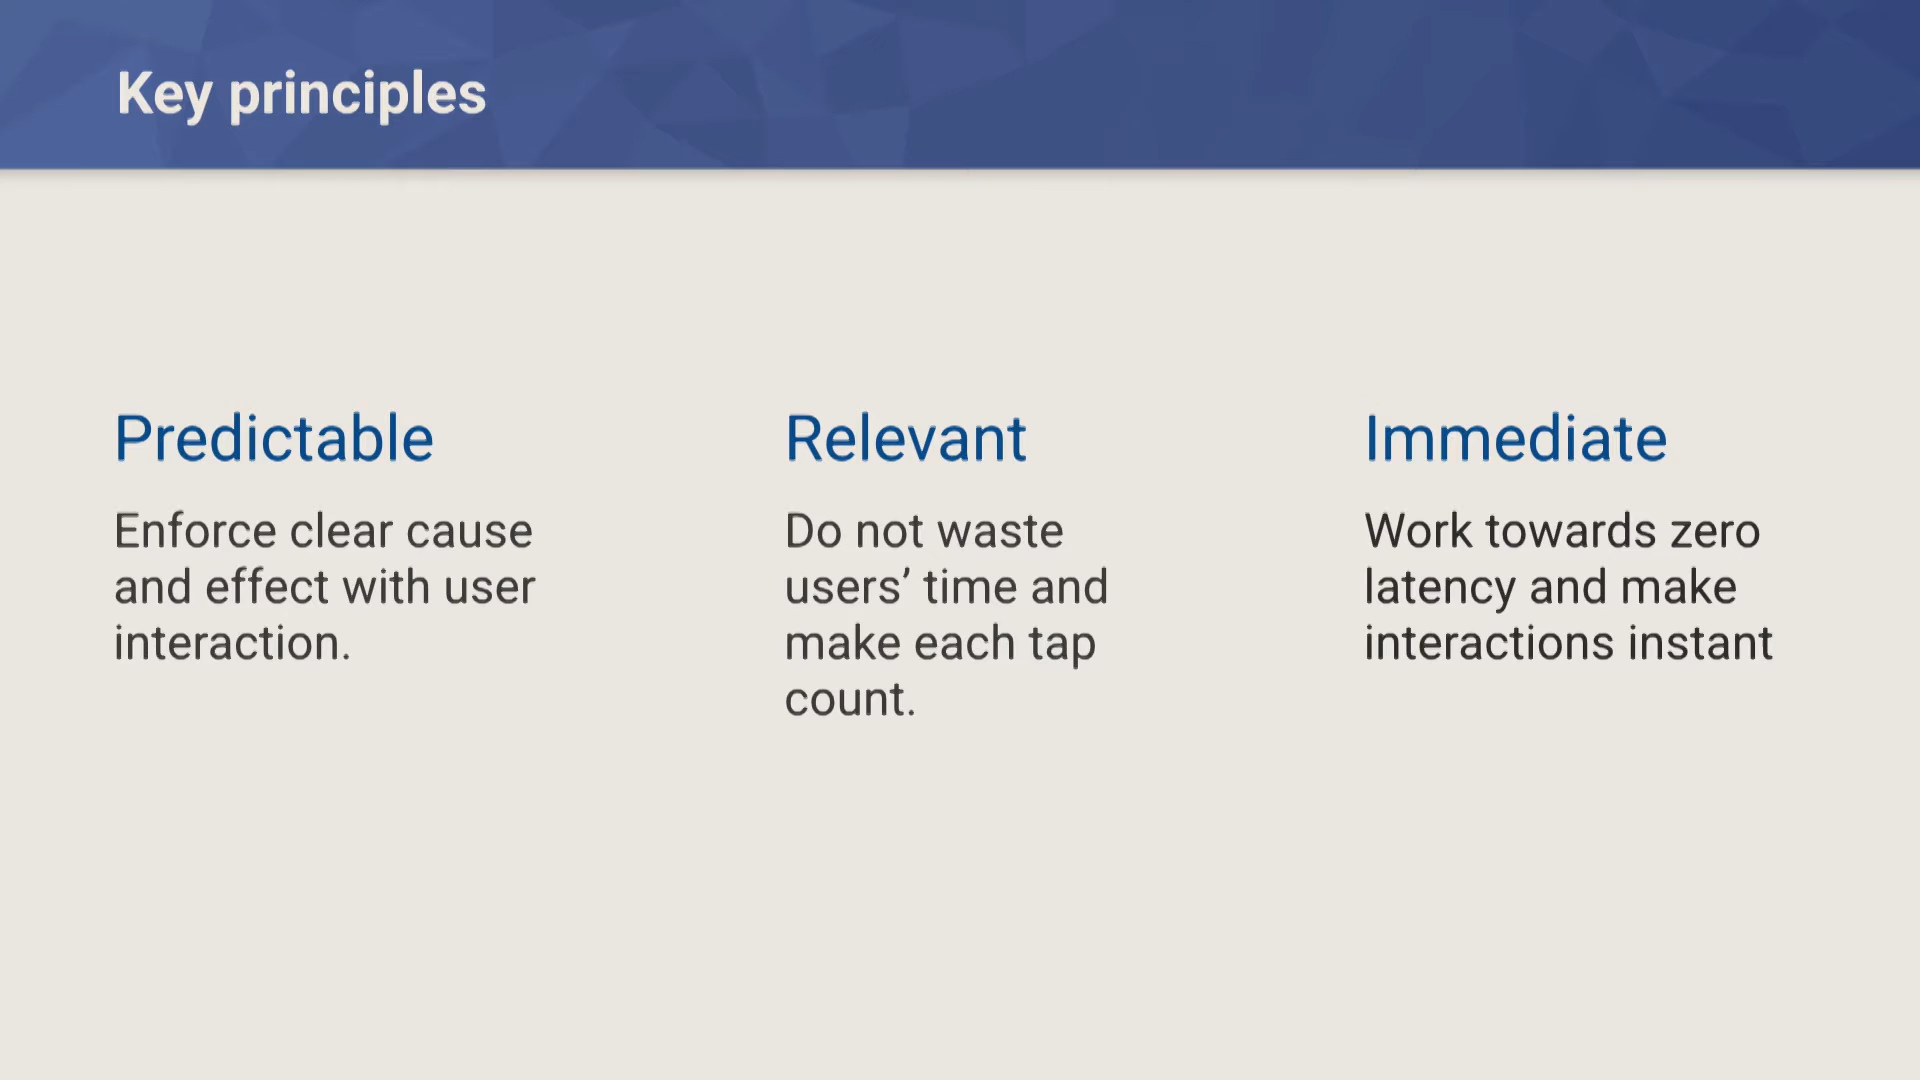 Key principles
Predictable
Enforce clear cause
and effect with user
interaction.
Relevant
Do not waste
users’ time and
make each tap
count.
Immediate
Work towards zero
latency and make
interactions instant